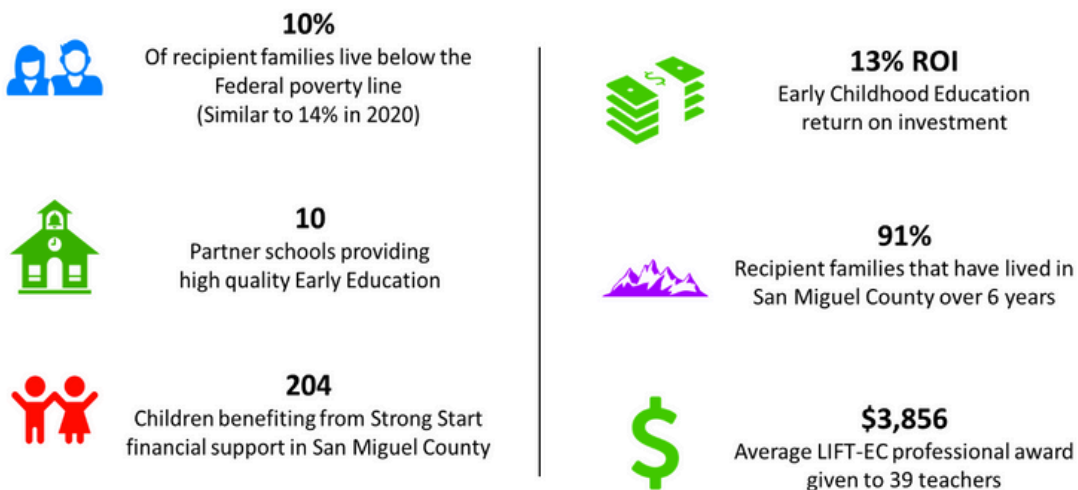 10%
Of recipient families live below the
Federal poverty line
(Similar to 14% in 2020)
10
Partner schools providing
high quality Early Education
204
Children benefiting from Strong Start
financial support in San Miguel County
$
13% ROI
Early Childhood Education
return on investment
91%
Recipient families that have lived in
San Miguel County over 6 years
$
$3,856
Average LIFT-EC professional award
given to 39 teachers